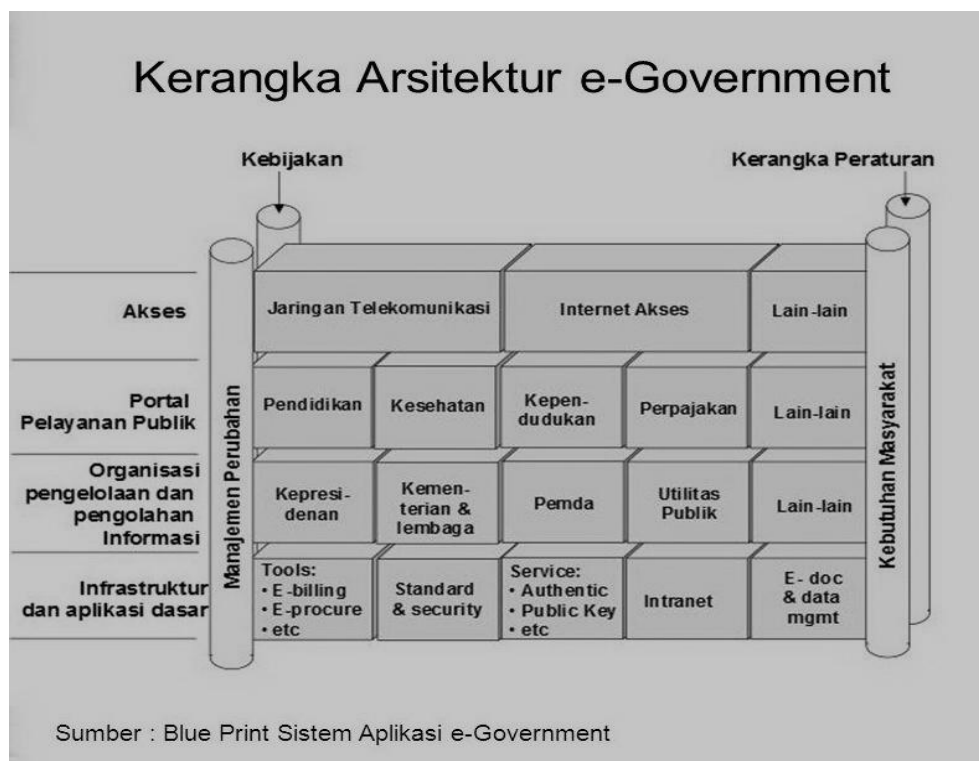 Kerangka Arsitektur e-Government
Kebijakan
Kerangka Peraturan
Manajemen Perubahan
Kebutuhan Masyarakat
Akses
Jaringan Telekomunikasi
Internet Akses
Lain-lain
Portal
Pelayanan Publik
Pendidikan
Kesehatan
Kepen-
dudukan
Perpajakan
Lain-lain
Organisasi
pengelolaan dan
pengolahan
Informasi
Kepresi-
denan
Kemen-
terian &
lembaga
Pemda
Utilitas
Publik
Lain-lain
Infrastruktur
dan aplikasi dasar
Tools:
• E-billing
• E-procure
• etc
Standard
& security
Service:
• Authentic
• Public Key
• etc
Intranet
E- doc
& data
mgmt
Sumber : Blue Print Sistem Aplikasi e-Government